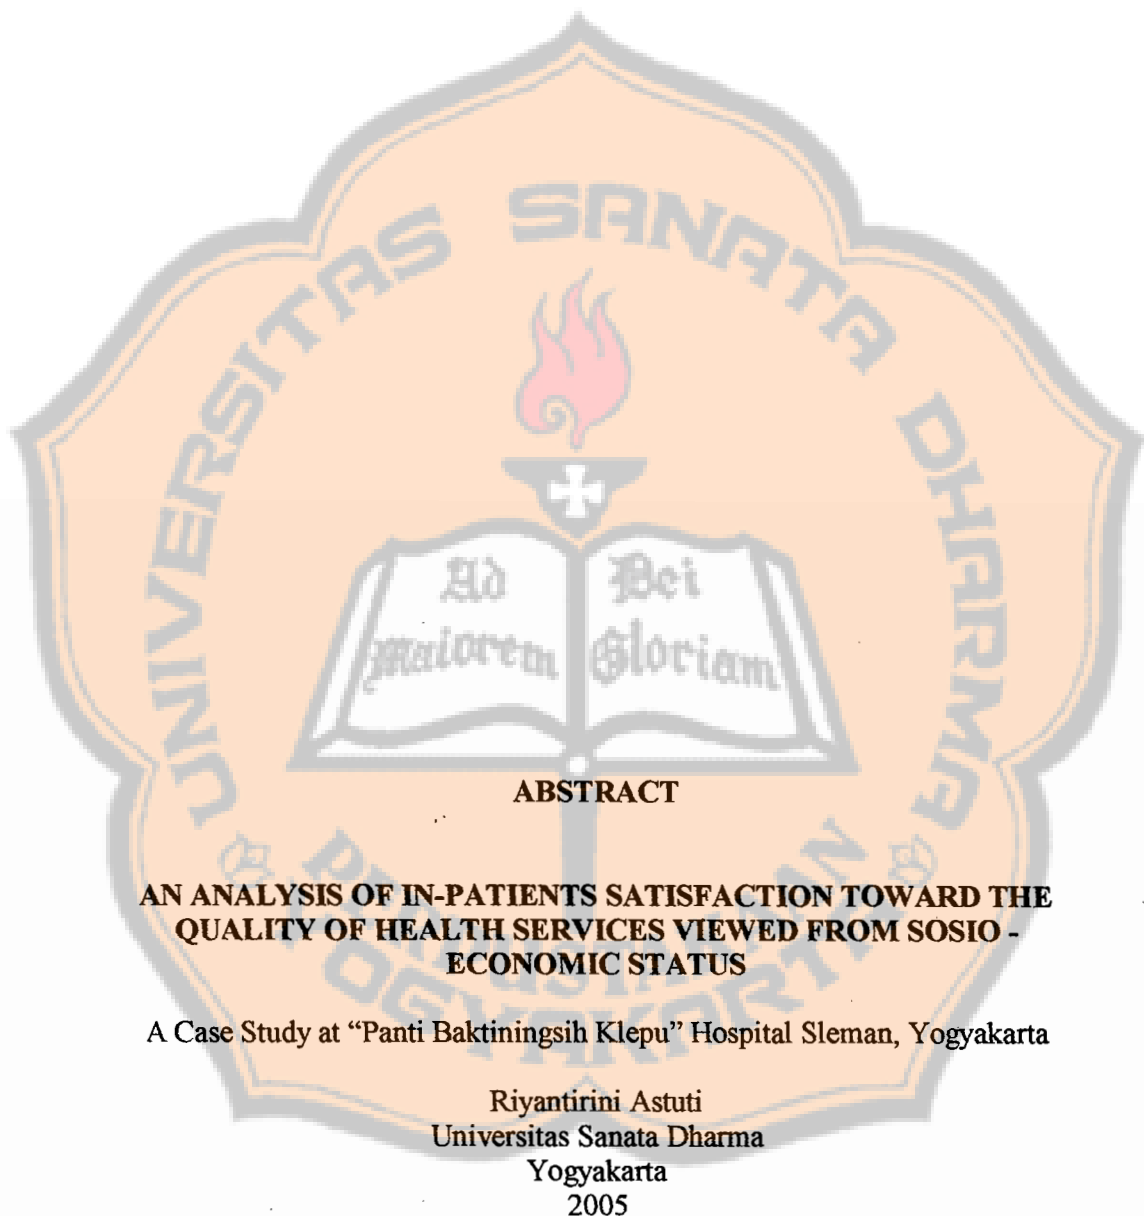 UNIVERSITAS SANATA DHARMA
Ad Dei
Maiorem Gloriam
ABSTRACT
PERPUSTAKAAN
AN ANALYSIS OF IN-PATIENTS SATISFACTION TOWARD THE
QUALITY OF HEALTH SERVICES VIEWED FROM SOSIO -
ECONOMIC STATUS
YOGYAKARTA
A Case Study at “Panti Baktiningsih Klepu” Hospital Sleman, Yogyakarta
Riyantirini Astuti
Universitas Sanata Dharma
Yogyakarta
2005